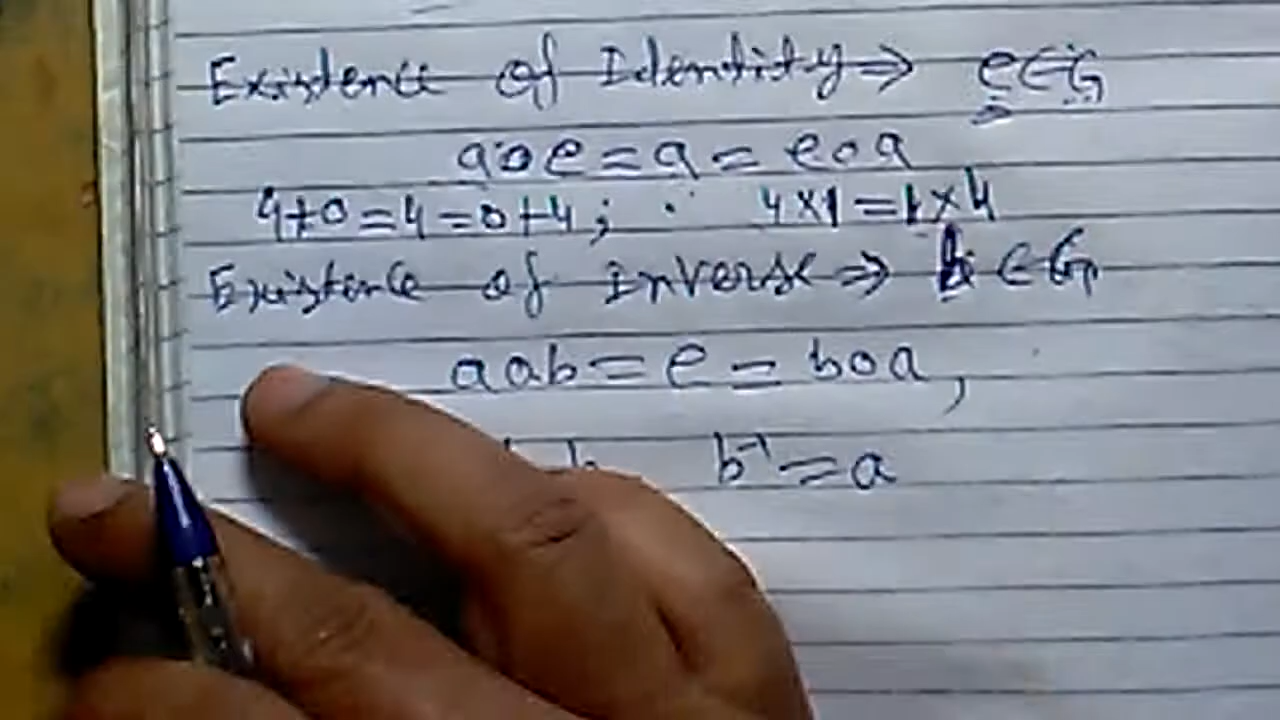 Existence of Identity ⇒ e∈G
aoe = a = eoa
4+0=4=0+4; 4×1=1×4
Existence of Inverse ⇒ b∈G
aab = e = boa,
b⁻¹=a